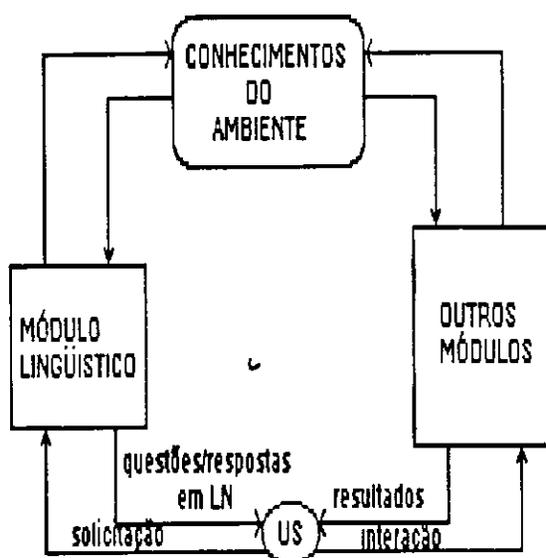 CONHECIMENTOS
DO
AMBIENTE
MÓDULO
LINGÜISTICO
OUTROS
MÓDULOS
questões/respostas
em LN
resultados
solicitação
US
interação